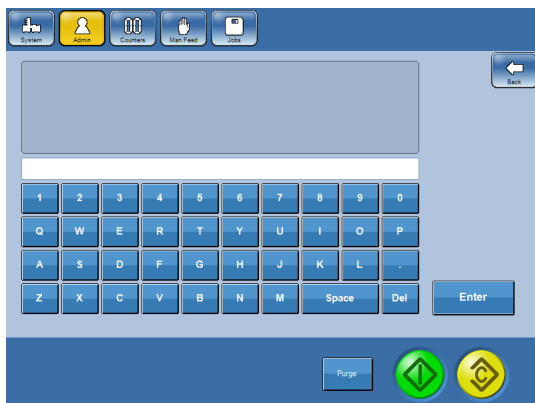 System Admin Counters Man.Feed Jobs
Back
1 2 3 4 5 6 7 8 9 0
Q W E R T Y U I O P
A S D F G H J K L .
Z X C V B N M Space Del Enter
Purge C